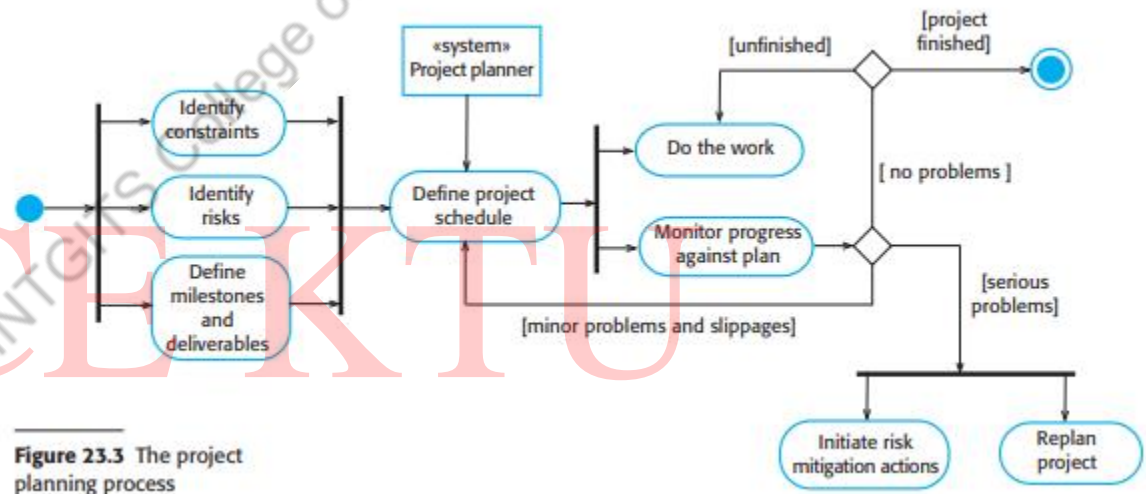 Identify
constraints
Identify
risks
Define
milestones
and
deliverables
«system»
Project planner
Define project
schedule
[unfinished]
[project
finished]
Do the work
[ no problems ]
Monitor progress
against plan
[serious
problems]
[minor problems and slippages]
Initiate risk
mitigation actions
Replan
project
Figure 23.3 The project
planning process
College o
CE KTU